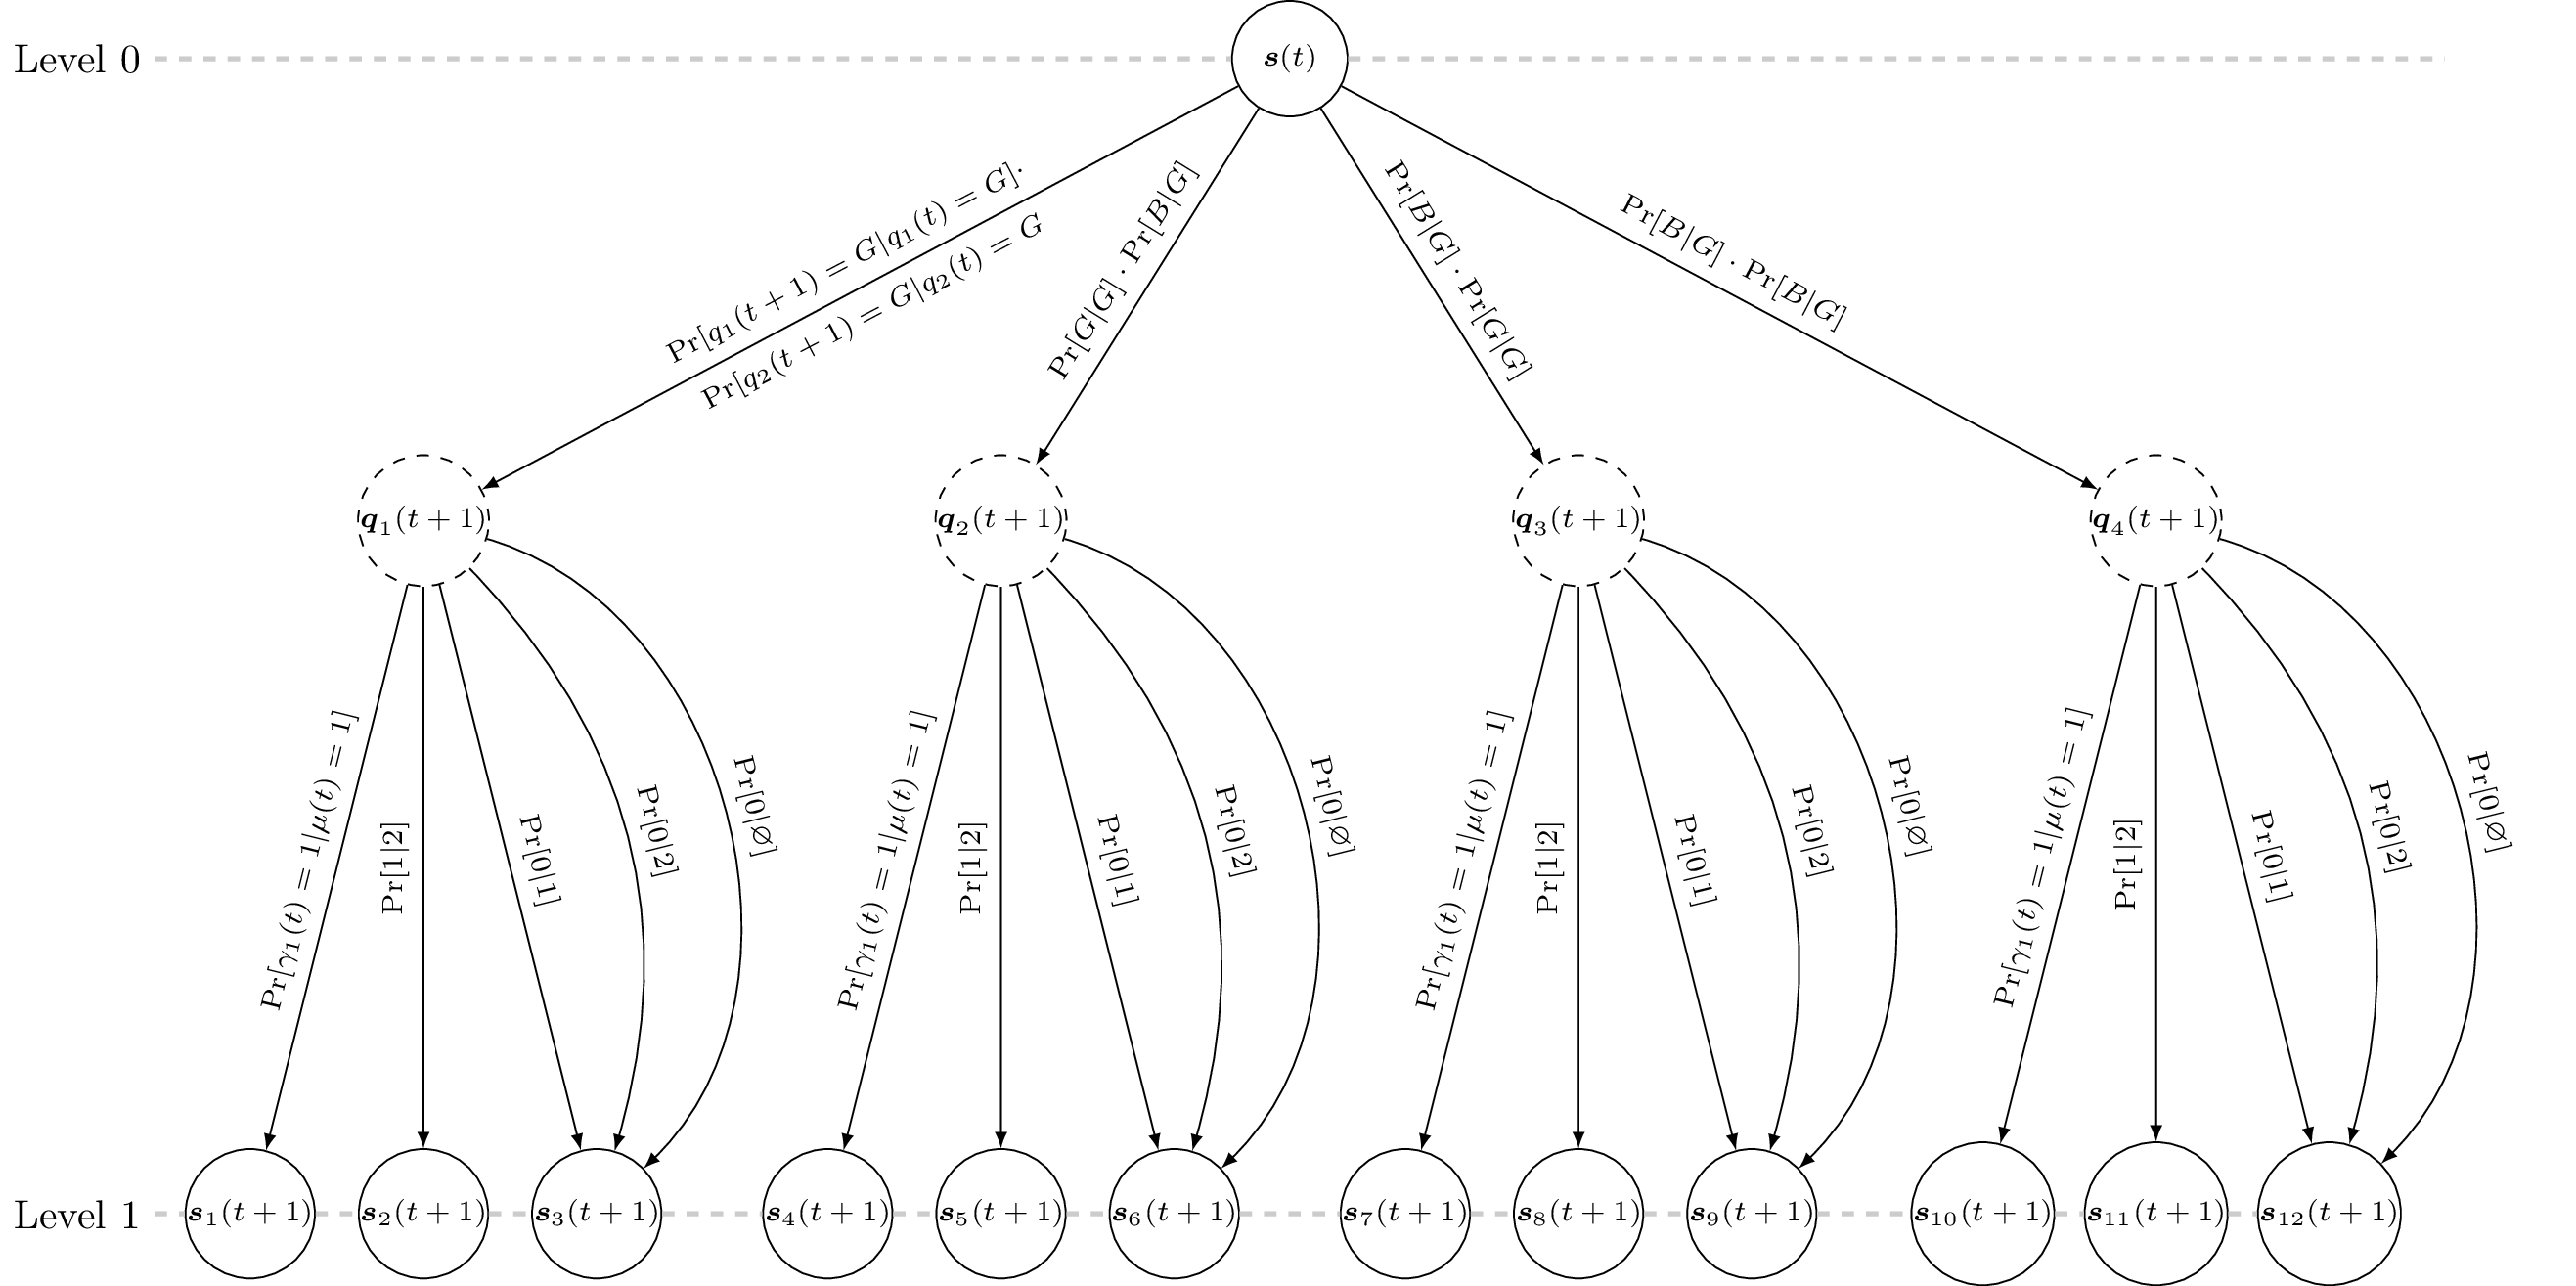 Level 0
s(t)
Pr[q₁(t + 1) = G|q₁(t) = G]·
Pr[q₂(t + 1) = G|q₂(t) = G
Pr[G|G] · Pr[B|G]
Pr[B|G] · Pr[G|G]
Pr[B|G] · Pr[B|G]
q₁(t + 1)
q₂(t + 1)
q₃(t + 1)
q₄(t + 1)
Pr[γ₁(t) = 1|μ(t) = 1]
Pr[1|2]
Pr[0|1]
Pr[0|2]
Pr[0|∅]
Pr[γ₁(t) = 1|μ(t) = 1]
Pr[1|2]
Pr[0|1]
Pr[0|2]
Pr[0|∅]
Pr[γ₁(t) = 1|μ(t) = 1]
Pr[1|2]
Pr[0|1]
Pr[0|2]
Pr[0|∅]
Pr[γ₁(t) = 1|μ(t) = 1]
Pr[1|2]
Pr[0|1]
Pr[0|2]
Pr[0|∅]
Level 1
s₁(t + 1)
s₂(t + 1)
s₃(t + 1)
s₄(t + 1)
s₅(t + 1)
s₆(t + 1)
s₇(t + 1)
s₈(t + 1)
s₉(t + 1)
s₁₀(t + 1)
s₁₁(t + 1)
s₁₂(t + 1)